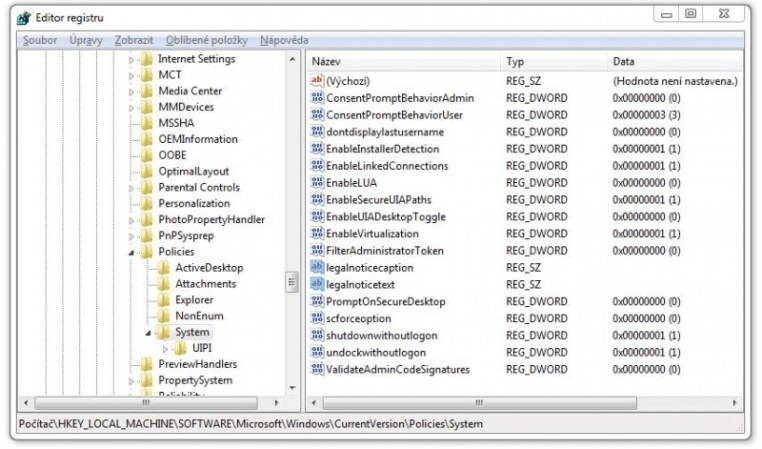 Editor registru
Soubor Úpravy Zobrazit Oblíbené položky Nápověda
Internet Settings
MCT
Media Center
MMDevices
MSSHA
OEMInformation
OOBE
OptimalLayout
Parental Controls
Personalization
PhotoPropertyHandler
PnPSysprep
Policies
ActiveDesktop
Attachments
Explorer
NonEnum
System
UIPI
PreviewHandlers
PropertySystem
Reliability
Název Typ Data
(Výchozí) REG_SZ (Hodnota není nastavena.)
ConsentPromptBehaviorAdmin REG_DWORD 0x00000000 (0)
ConsentPromptBehaviorUser REG_DWORD 0x00000003 (3)
dontdisplaylastusername REG_DWORD 0x00000000 (0)
EnableInstallerDetection REG_DWORD 0x00000001 (1)
EnableLinkedConnections REG_DWORD 0x00000001 (1)
EnableLUA REG_DWORD 0x00000000 (0)
EnableSecureUIAPaths REG_DWORD 0x00000001 (1)
EnableUIADesktopToggle REG_DWORD 0x00000000 (0)
EnableVirtualization REG_DWORD 0x00000001 (1)
FilterAdministratorToken REG_DWORD 0x00000000 (0)
legalnoticecaption REG_SZ
legalnoticetext REG_SZ
PromptOnSecureDesktop REG_DWORD 0x00000000 (0)
scforceoption REG_DWORD 0x00000000 (0)
shutdownwithoutlogon REG_DWORD 0x00000001 (1)
undockwithoutlogon REG_DWORD 0x00000001 (1)
ValidateAdminCodeSignatures REG_DWORD 0x00000000 (0)
Počítač\HKEY_LOCAL_MACHINE\SOFTWARE\Microsoft\Windows\CurrentVersion\Policies\System